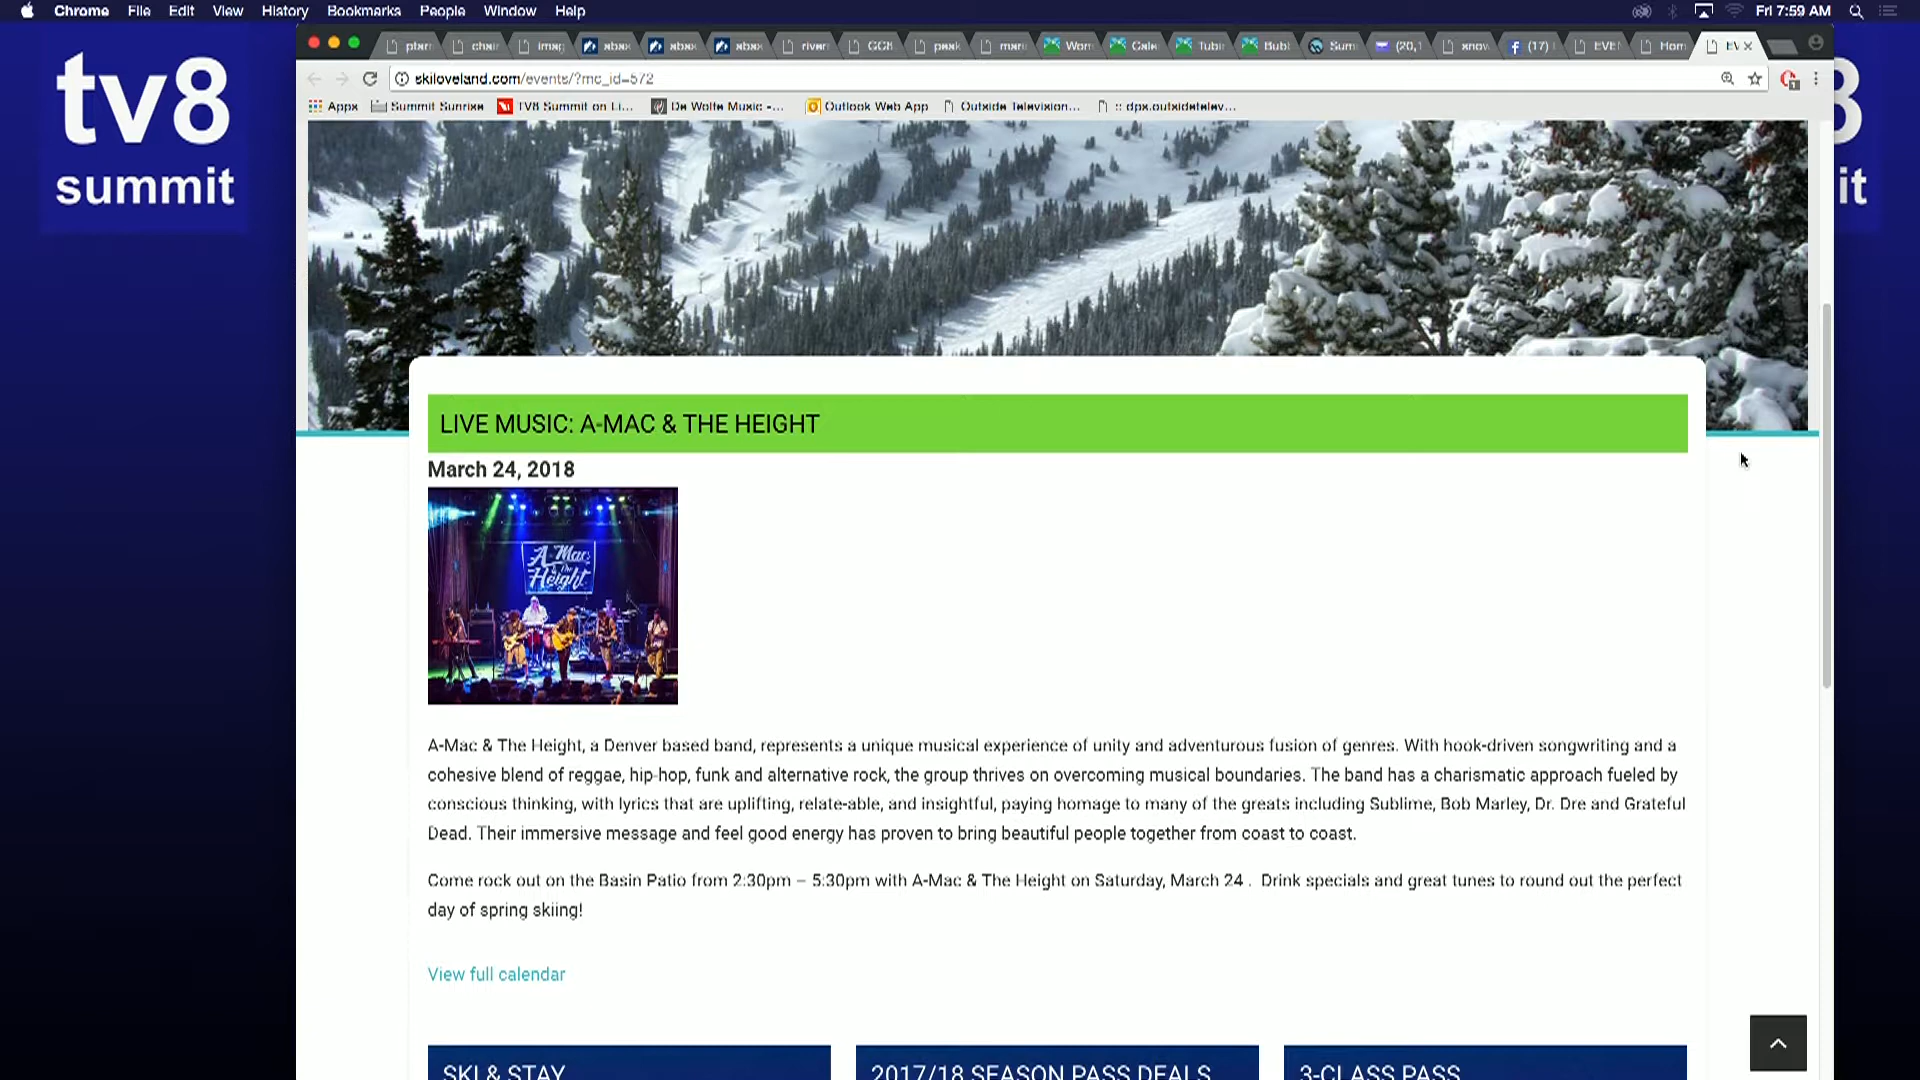 Chrome File Edit View History Bookmarks People Window Help Fri 7:59 AM
tv8
summit
skiloveland.com/events/?mc_id=572
Apps Summit Sunrise TV8 Summit on Li... De Wolfe Music -... Outlook Web App Outside Television... :: dpx.outsidetelev...
8
it
LIVE MUSIC: A-MAC & THE HEIGHT
March 24, 2018
A-Mac
& the
Height
A-Mac & The Height, a Denver based band, represents a unique musical experience of unity and adventurous fusion of genres. With hook-driven songwriting and a
cohesive blend of reggae, hip-hop, funk and alternative rock, the group thrives on overcoming musical boundaries. The band has a charismatic approach fueled by
conscious thinking, with lyrics that are uplifting, relate-able, and insightful, paying homage to many of the greats including Sublime, Bob Marley, Dr. Dre and Grateful
Dead. Their immersive message and feel good energy has proven to bring beautiful people together from coast to coast.
Come rock out on the Basin Patio from 2:30pm – 5:30pm with A-Mac & The Height on Saturday, March 24 . Drink specials and great tunes to round out the perfect
day of spring skiing!
View full calendar
SKI & STAY 2017/18 SEASON PASS DEALS 3-CLASS PASS